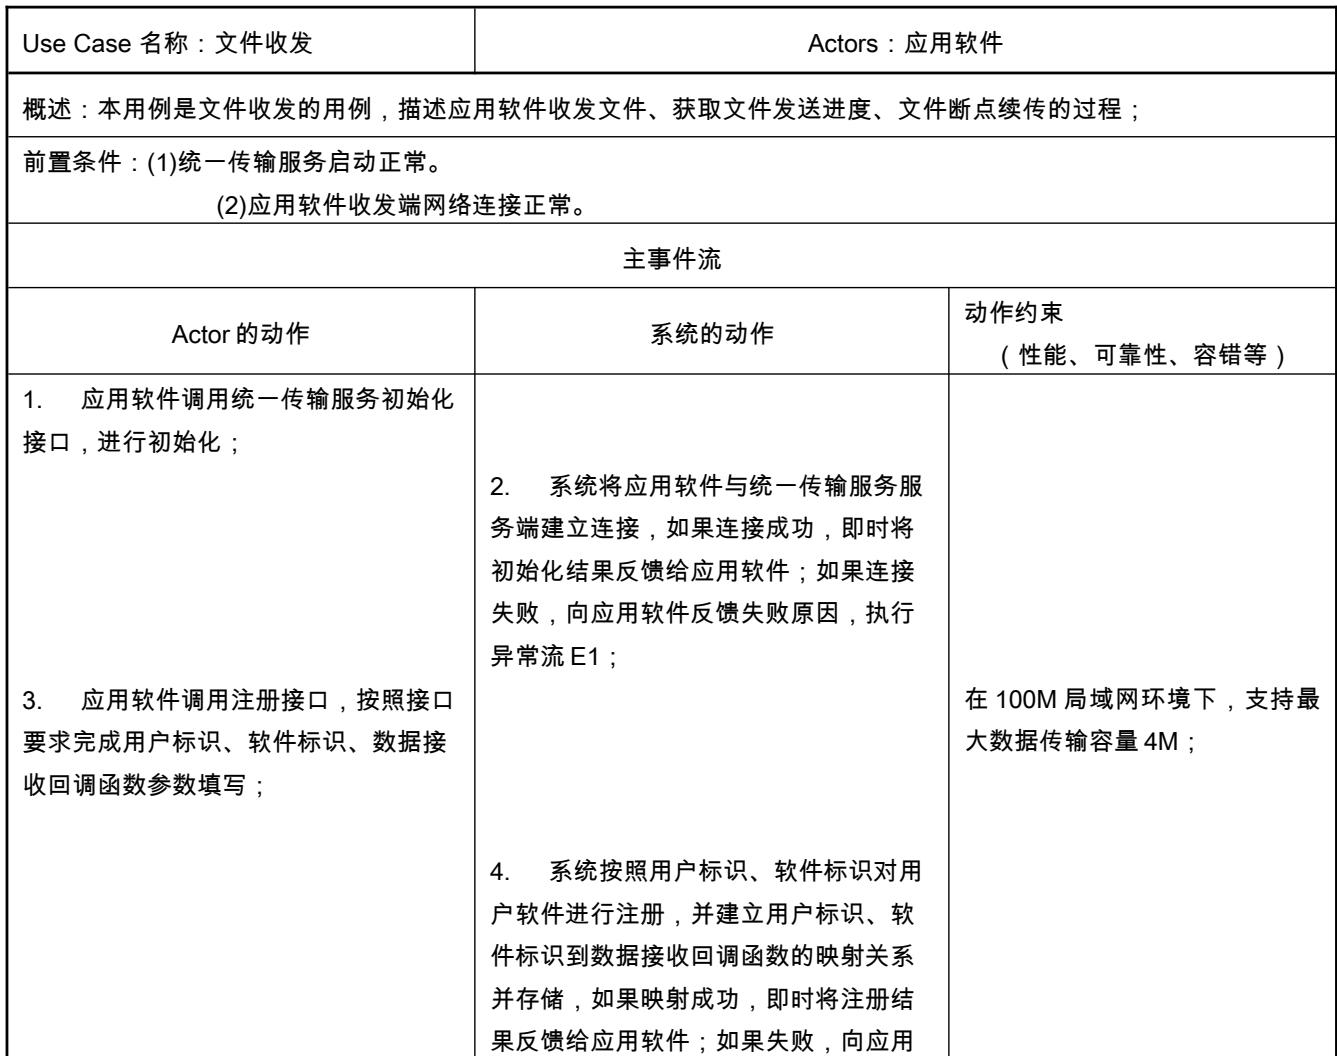 Use Case 名称：文件收发
Actors：应用软件
概述：本用例是文件收发的用例，描述应用软件收发文件、获取文件发送进度、文件断点续传的过程；
前置条件：(1)统一传输服务启动正常。
(2)应用软件收发端网络连接正常。
主事件流
Actor 的动作
系统的动作
动作约束
（性能、可靠性、容错等）
1. 应用软件调用统一传输服务初始化
接口，进行初始化；
2. 系统将应用软件与统一传输服务服
务端建立连接，如果连接成功，即时将
初始化结果反馈给应用软件；如果连接
失败，向应用软件反馈失败原因，执行
异常流 E1；
3. 应用软件调用注册接口，按照接口
要求完成用户标识、软件标识、数据接
收回调函数参数填写；
在 100M 局域网环境下，支持最
大数据传输容量 4M；
4. 系统按照用户标识、软件标识对用
户软件进行注册，并建立用户标识、软
件标识到数据接收回调函数的映射关系
并存储，如果映射成功，即时将注册结
果反馈给应用软件；如果失败，向应用